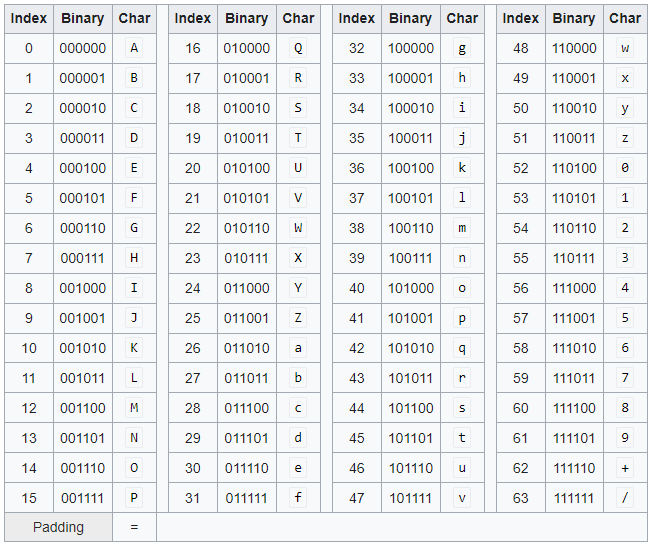 Index Binary Char Index Binary Char Index Binary Char Index Binary Char
0 000000 A 16 010000 Q 32 100000 g 48 110000 w
1 000001 B 17 010001 R 33 100001 h 49 110001 x
2 000010 C 18 010010 S 34 100010 i 50 110010 y
3 000011 D 19 010011 T 35 100011 j 51 110011 z
4 000100 E 20 010100 U 36 100100 k 52 110100 0
5 000101 F 21 010101 V 37 100101 l 53 110101 1
6 000110 G 22 010110 W 38 100110 m 54 110110 2
7 000111 H 23 010111 X 39 100111 n 55 110111 3
8 001000 I 24 011000 Y 40 101000 o 56 111000 4
9 001001 J 25 011001 Z 41 101001 p 57 111001 5
10 001010 K 26 011010 a 42 101010 q 58 111010 6
11 001011 L 27 011011 b 43 101011 r 59 111011 7
12 001100 M 28 011100 c 44 101100 s 60 111100 8
13 001101 N 29 011101 d 45 101101 t 61 111101 9
14 001110 O 30 011110 e 46 101110 u 62 111110 +
15 001111 P 31 011111 f 47 101111 v 63 111111 /
Padding =